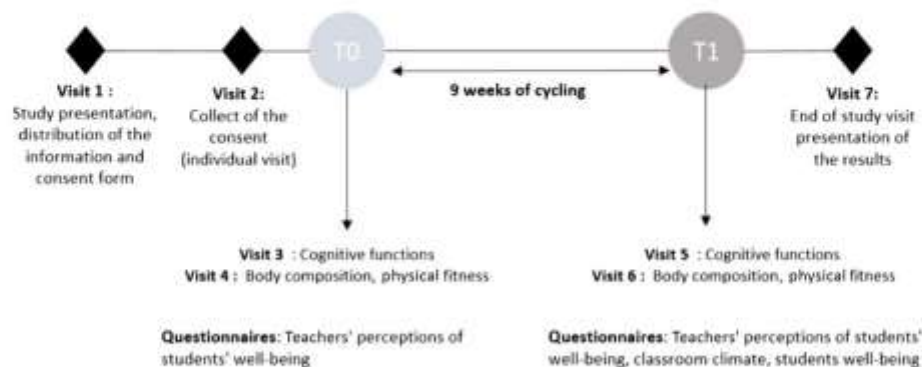 T0
T1
Visit 1 :
Study presentation,
distribution of the
information and
consent form
Visit 2:
Collect of the
consent
(individual visit)
9 weeks of cycling
Visit 7:
End of study visit
presentation of
the results
Visit 3 : Cognitive functions
Visit 4 : Body composition, physical fitness
Visit 5 : Cognitive functions
Visit 6 : Body composition, physical fitness
Questionnaires: Teachers' perceptions of
students' well-being
Questionnaires: Teachers' perceptions of students'
well-being, classroom climate, students well-being